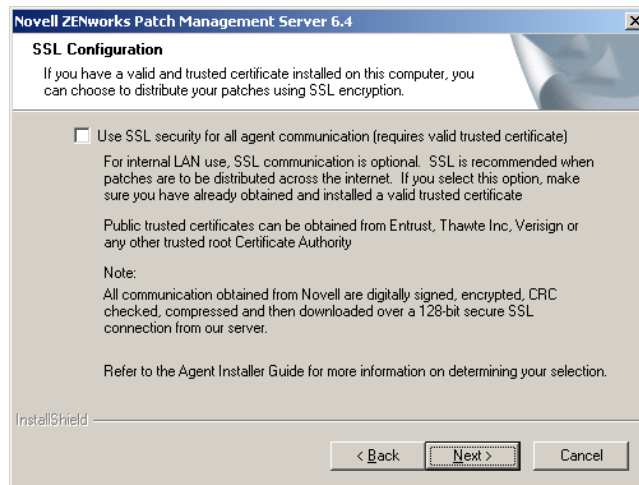 Novell ZENworks Patch Management Server 6.4
SSL Configuration
If you have a valid and trusted certificate installed on this computer, you
can choose to distribute your patches using SSL encryption.
Use SSL security for all agent communication (requires valid trusted certificate)
For internal LAN use, SSL communication is optional. SSL is recommended when
patches are to be distributed across the internet. If you select this option, make
sure you have already obtained and installed a valid trusted certificate
Public trusted certificates can be obtained from Entrust, Thawte Inc, Verisign or
any other trusted root Certificate Authority
Note:
All communication obtained from Novell are digitally signed, encrypted, CRC
checked, compressed and then downloaded over a 128-bit secure SSL
connection from our server.
Refer to the Agent Installer Guide for more information on determining your selection.
InstallShield
< Back
Next >
Cancel